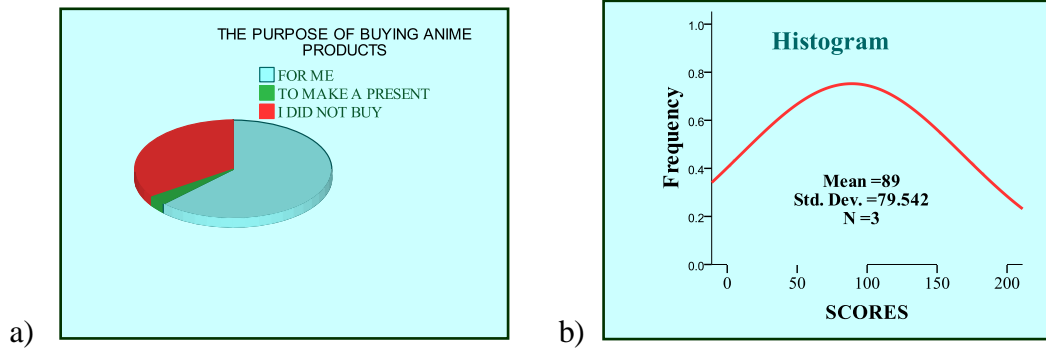 THE PURPOSE OF BUYING ANIME
PRODUCTS
FOR ME
TO MAKE A PRESENT
I DID NOT BUY
a)
Histogram
1.0
0.8
0.6
0.4
0.2
0.0
Frequency
Mean =89
Std. Dev. =79.542
N =3
0 50 100 150 200
SCORES
b)